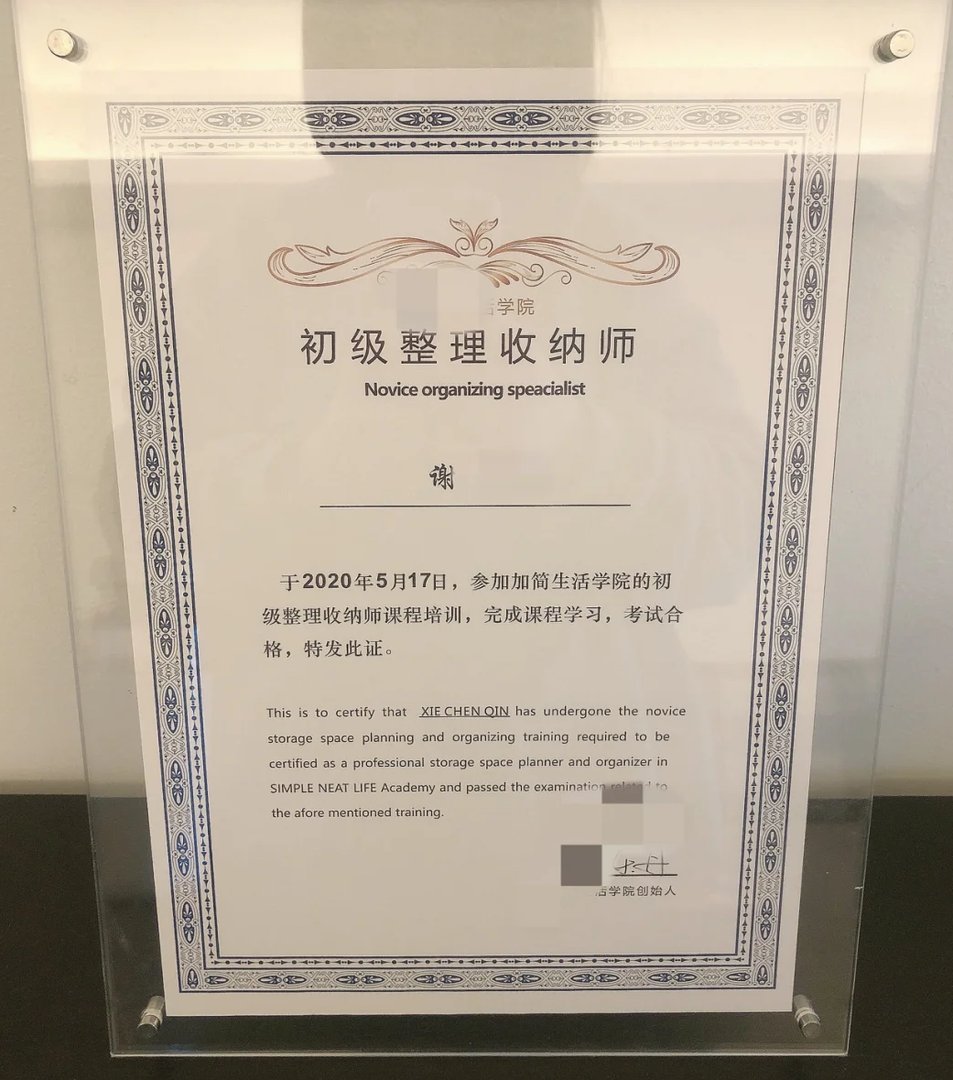 学院
初级整理收纳师
Novice organizing speacialist
谢
于2020年5月17日，参加加简生活学院的初
级整理收纳师课程培训，完成课程学习，考试合
格，特发此证。
This is to certify that XIE CHEN QIN has undergone the novice
storage space planning and organizing training required to be
certified as a professional storage space planner and organizer in
SIMPLE NEAT LIFE Academy and passed the examination related to
the afore mentioned training.
活学院创始人